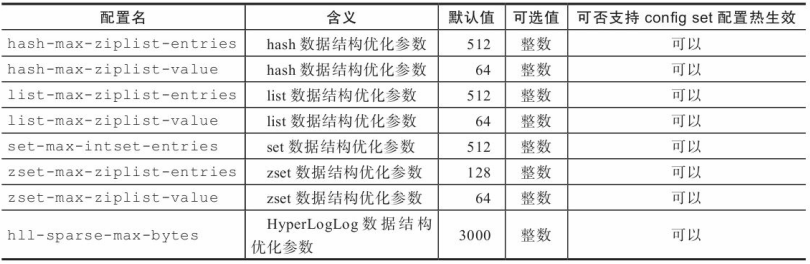 配置名 含义 默认值 可选值 可否支持 config set 配置热生效
hash-max-ziplist-entries hash 数据结构优化参数 512 整数 可以
hash-max-ziplist-value hash 数据结构优化参数 64 整数 可以
list-max-ziplist-entries list 数据结构优化参数 512 整数 可以
list-max-ziplist-value list 数据结构优化参数 64 整数 可以
set-max-intset-entries set 数据结构优化参数 512 整数 可以
zset-max-ziplist-entries zset 数据结构优化参数 128 整数 可以
zset-max-ziplist-value zset 数据结构优化参数 64 整数 可以
hll-sparse-max-bytes HyperLogLog 数据结构 3000 整数 可以
优化参数